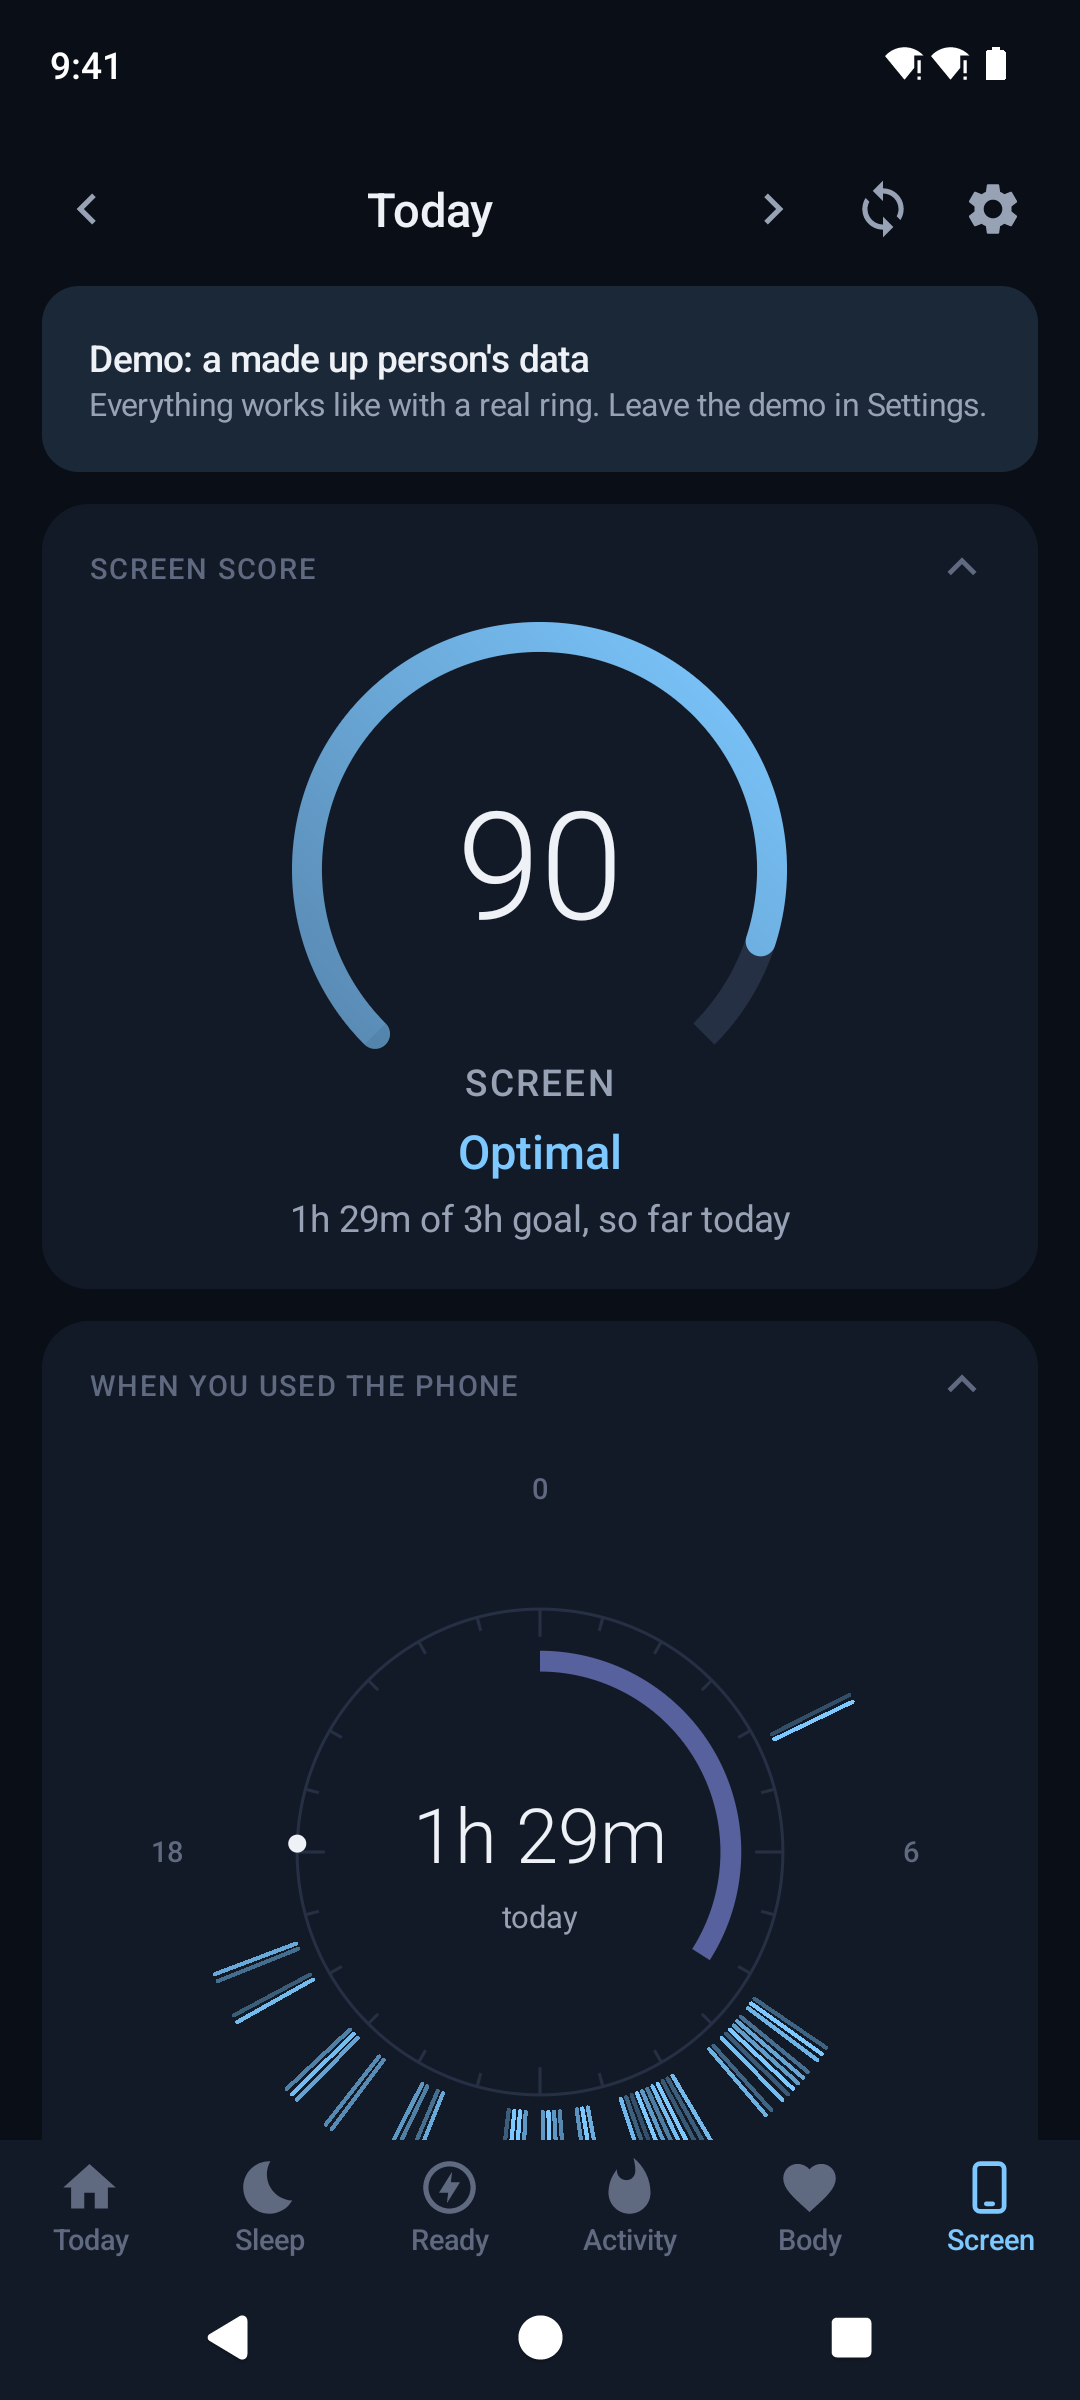 9:41
Today
Demo: a made up person's data
Everything works like with a real ring. Leave the demo in Settings.
SCREEN SCORE
90
SCREEN
Optimal
1h 29m of 3h goal, so far today
WHEN YOU USED THE PHONE
0
18
6
1h 29m
today
Today
Sleep
Ready
Activity
Body
Screen